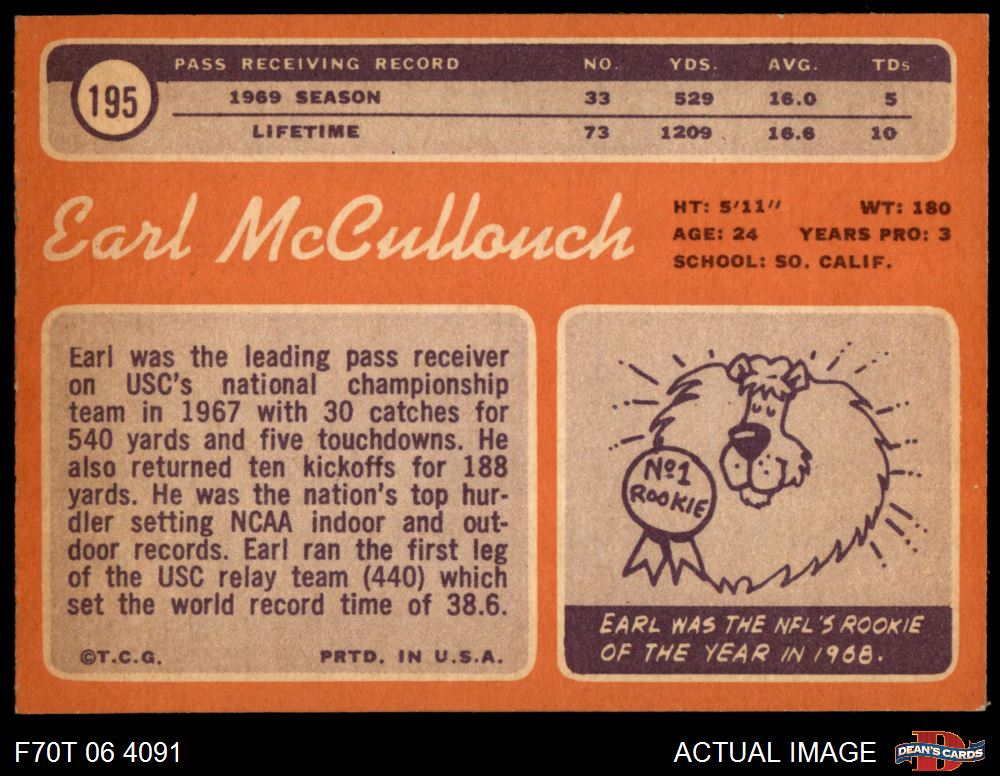 195
PASS RECEIVING RECORD NO. YDS. AVG. TDs
1969 SEASON 33 529 16.0 5
LIFETIME 73 1209 16.6 10
Earl McCullouch
HT: 5'11" WT: 180
AGE: 24 YEARS PRO: 3
SCHOOL: SO. CALIF.
Earl was the leading pass receiver
on USC's national championship
team in 1967 with 30 catches for
540 yards and five touchdowns. He
also returned ten kickoffs for 188
yards. He was the nation's top hur-
dler setting NCAA indoor and out-
door records. Earl ran the first leg
of the USC relay team (440) which
set the world record time of 38.6.
©T.C.G. PRTD. IN U.S.A.
Nº1
ROOKIE
EARL WAS THE NFL'S ROOKIE
OF THE YEAR IN 1968.
F70T 06 4091 ACTUAL IMAGE DEAN'S CARDS